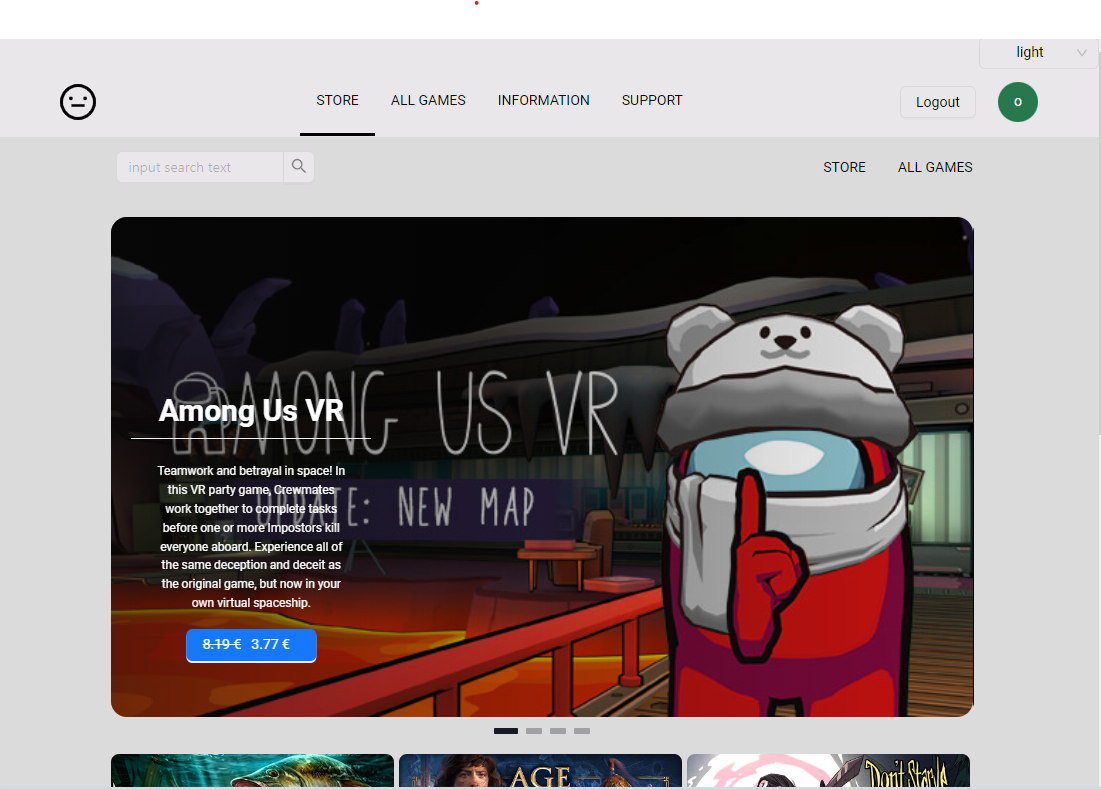 light
STORE
ALL GAMES
INFORMATION
SUPPORT
Logout
o
input search text
STORE
ALL GAMES
AMONG US VR
Among Us VR
UPDATE: NEW MAP
Teamwork and betrayal in space! In
this VR party game, Crewmates
work together to complete tasks
before one or more Impostors kill
everyone aboard. Experience all of
the same deception and deceit as
the original game, but now in your
own virtual spaceship.
8.19 € 3.77 €
AGE
Don't Starve